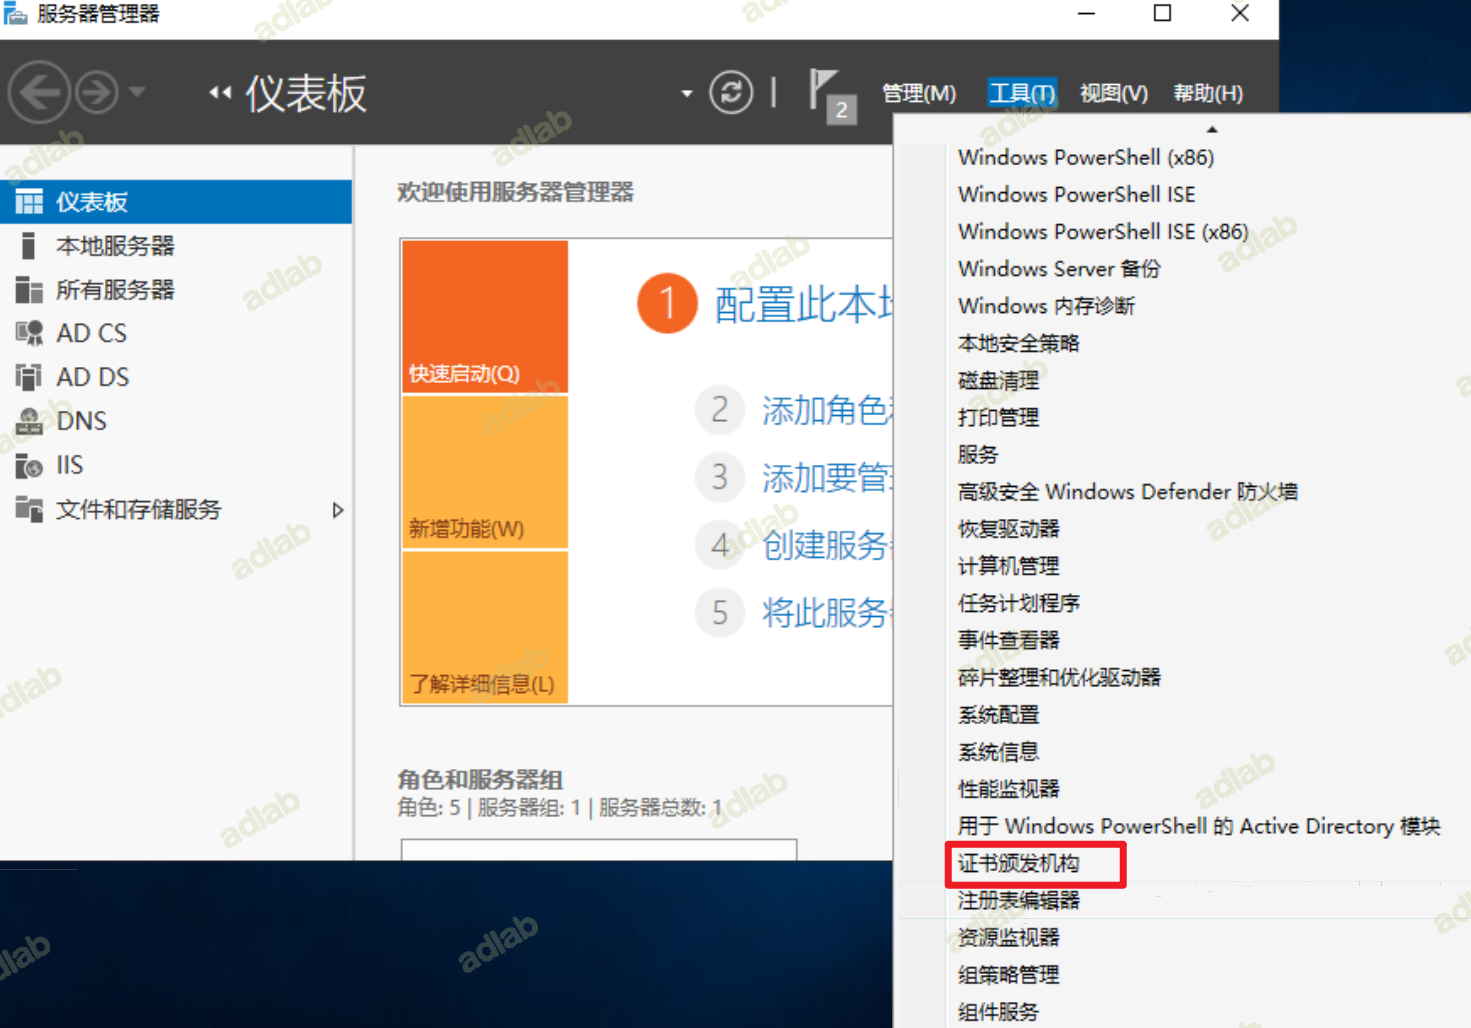 服务器管理器
仪表板
2
管理(M) 工具(T) 视图(V) 帮助(H)
仪表板
本地服务器
所有服务器
AD CS
AD DS
DNS
IIS
文件和存储服务
欢迎使用服务器管理器
快速启动(Q)
新增功能(W)
了解详细信息(L)
1 配置此本
2 添加角色
3 添加要管
4 创建服务
5 将此服务
角色和服务器组
角色: 5 | 服务器组: 1 | 服务器总数: 1
Windows PowerShell (x86)
Windows PowerShell ISE
Windows PowerShell ISE (x86)
Windows Server 备份
Windows 内存诊断
本地安全策略
磁盘清理
打印管理
服务
高级安全 Windows Defender 防火墙
恢复驱动器
计算机管理
任务计划程序
事件查看器
碎片整理和优化驱动器
系统配置
系统信息
性能监视器
用于 Windows PowerShell 的 Active Directory 模块
证书颁发机构
注册表编辑器
资源监视器
组策略管理
组件服务
adlab